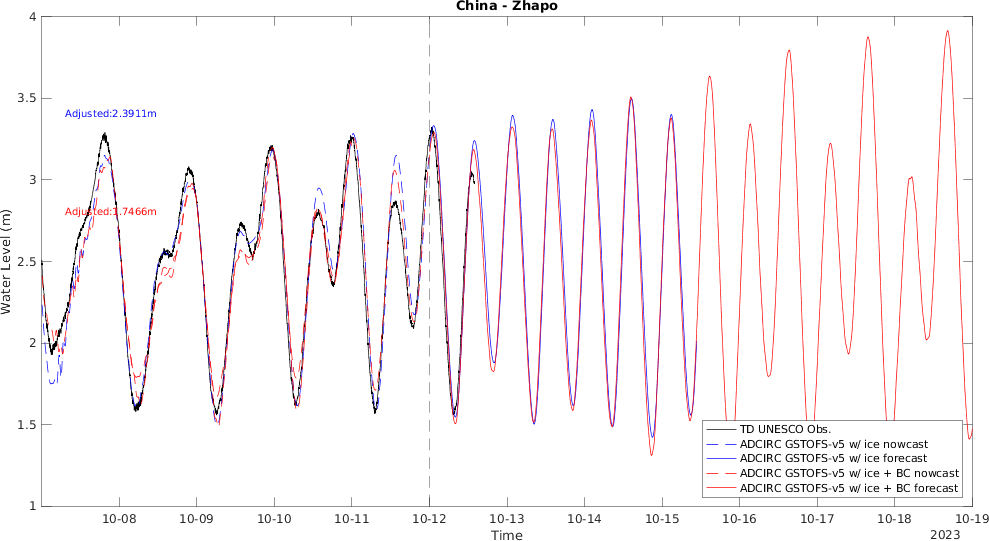 China - Zhapo
4
3.5
3
2.5
2
1.5
1
Water Level (m)
Adjusted:2.3911m
Adjusted:1.7466m
TD UNESCO Obs.
ADCIRC GSTOFS-v5 w/ ice nowcast
ADCIRC GSTOFS-v5 w/ ice forecast
ADCIRC GSTOFS-v5 w/ ice + BC nowcast
ADCIRC GSTOFS-v5 w/ ice + BC forecast
10-08 10-09 10-10 10-11 10-12 10-13 10-14 10-15 10-16 10-17 10-18 10-19
Time
2023